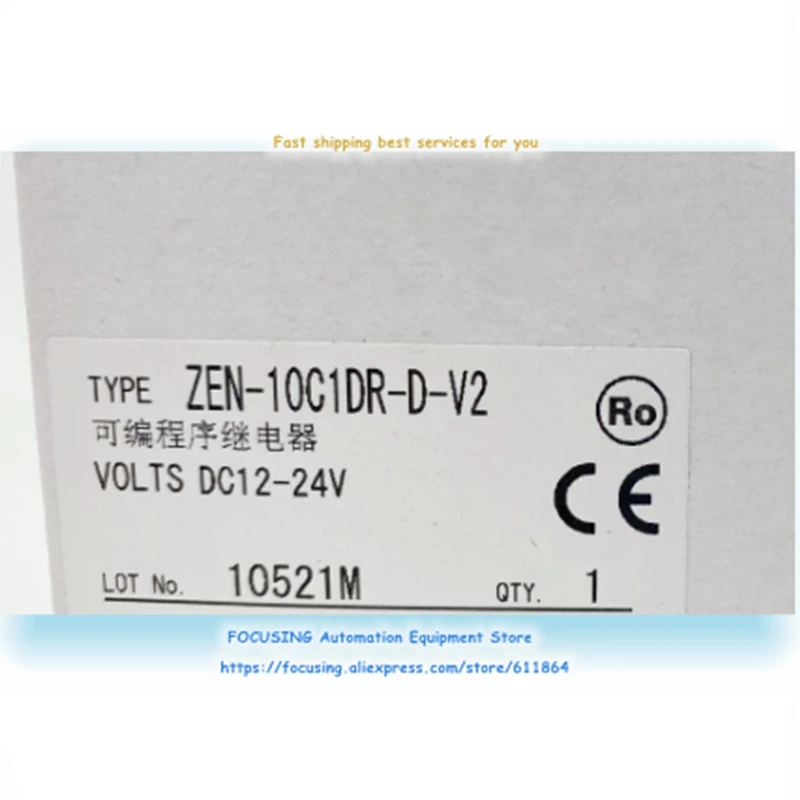 Fast shipping best services for you
TYPE ZEN-10C1DR-D-V2
Ro
可编程序继电器
VOLTS DC12-24V
CE
LOT No. 10521M QTY. 1
FOCUSING Automation Equipment Store
https://focusing.aliexpress.com/store/611864